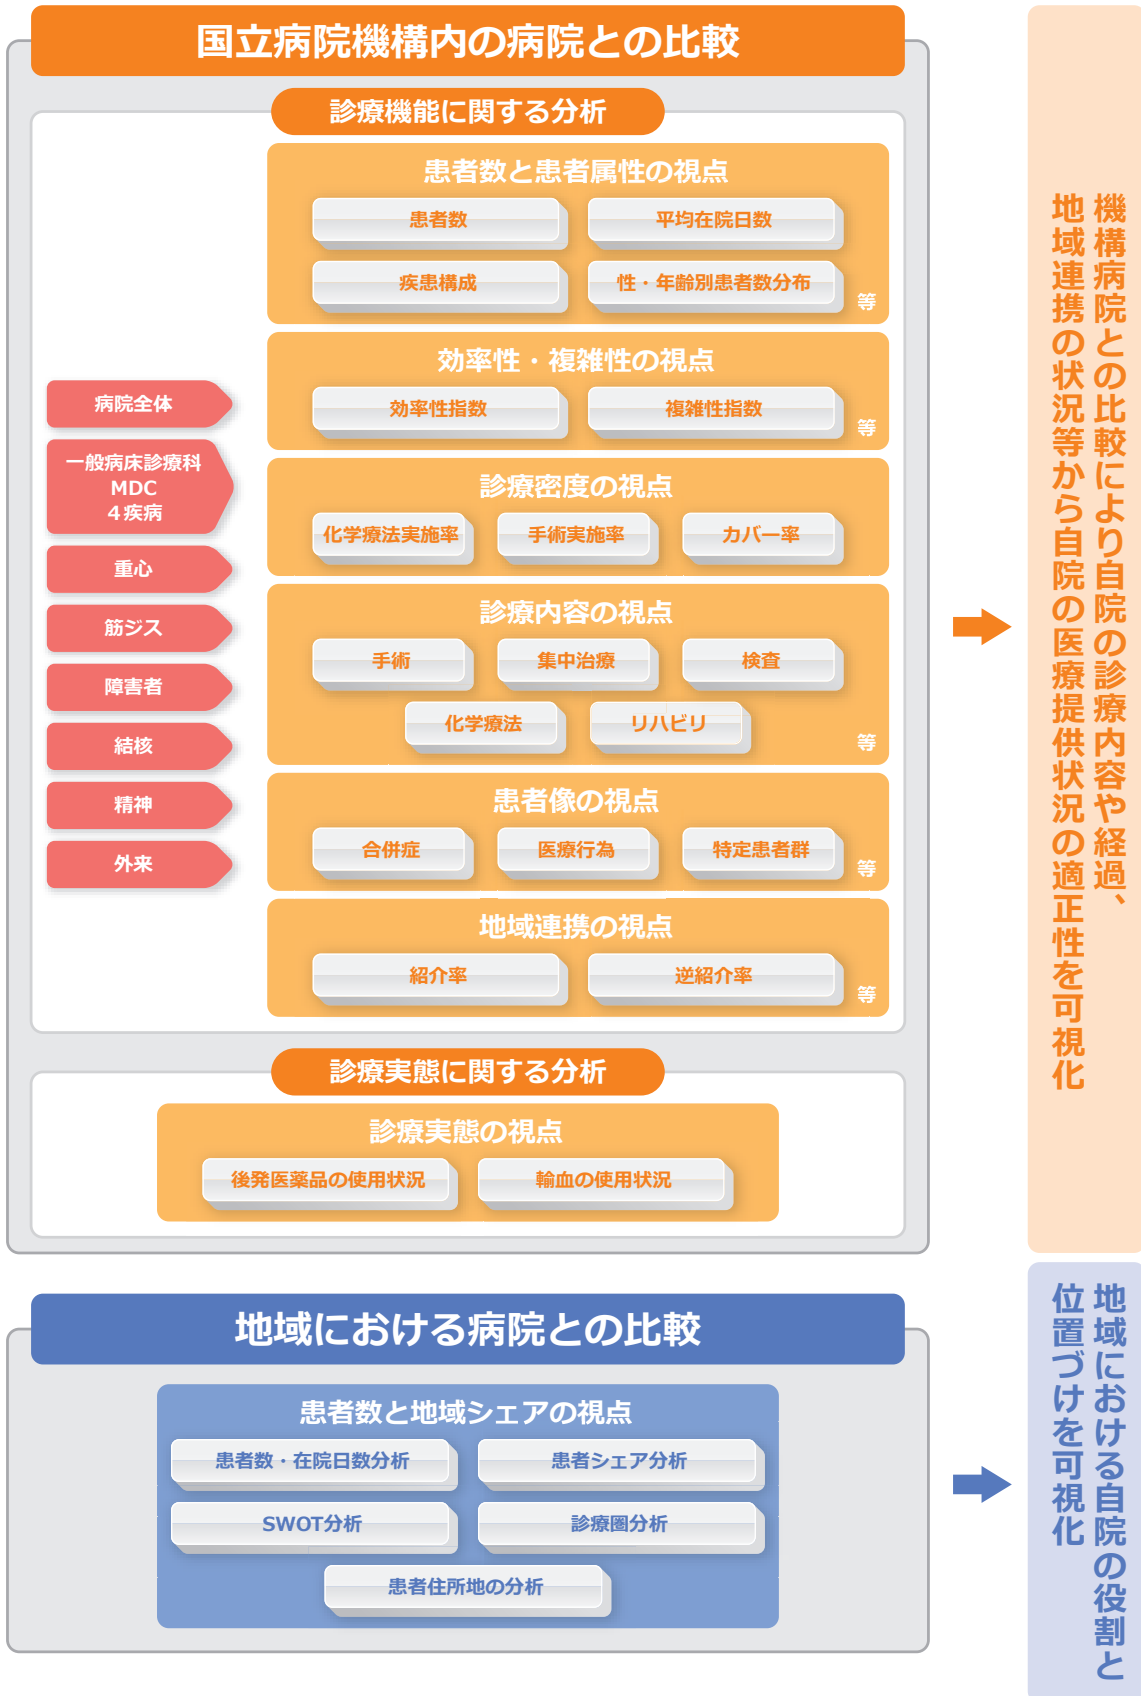 国立病院機構内の病院との比較
診療機能に関する分析
病院全体
一般病床診療科
MDC
４疾病
重心
筋ジス
障害者
結核
精神
外来
患者数と患者属性の視点
患者数
平均在院日数
疾患構成
性・年齢別患者数分布
等
効率性・複雑性の視点
効率性指数
複雑性指数
等
診療密度の視点
化学療法実施率
手術実施率
カバー率
診療内容の視点
手術
集中治療
検査
化学療法
リハビリ
等
患者像の視点
合併症
医療行為
特定患者群
等
地域連携の視点
紹介率
逆紹介率
等
診療実態に関する分析
診療実態の視点
後発医薬品の使用状況
輸血の使用状況
機構病院との比較により自院の診療内容や経過、
地域連携の状況等から自院の医療提供状況の適正性を可視化
地域における病院との比較
患者数と地域シェアの視点
患者数・在院日数分析
患者シェア分析
SWOT分析
診療圏分析
患者住所地の分析
地域における自院の役割と
位置づけを可視化